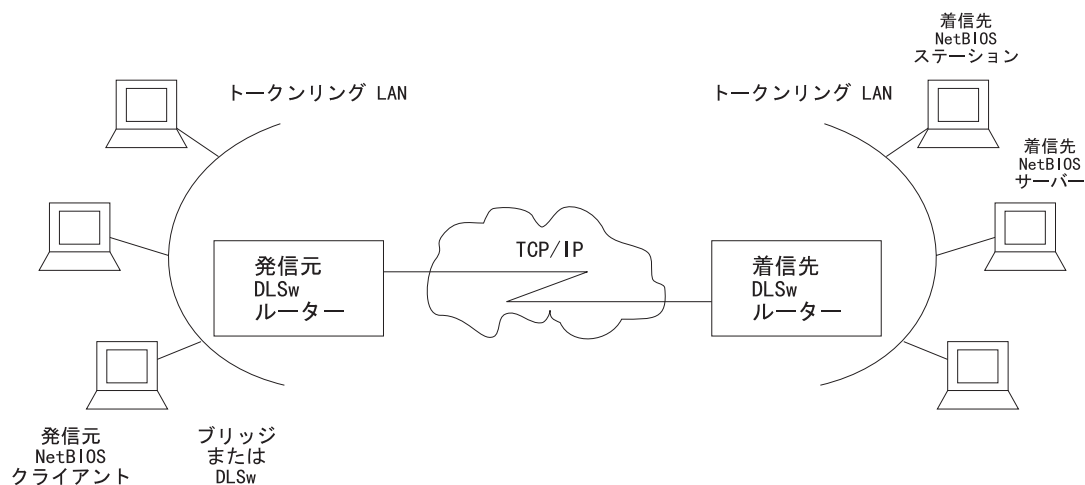 着信先
NetBIOS
ステーション
トークンリング LAN
トークンリング LAN
着信先
NetBIOS
サーバー
TCP/IP
発信元
DLSw
ルーター
着信先
DLSw
ルーター
発信元
NetBIOS
クライアント
ブリッジ
または
DLSw